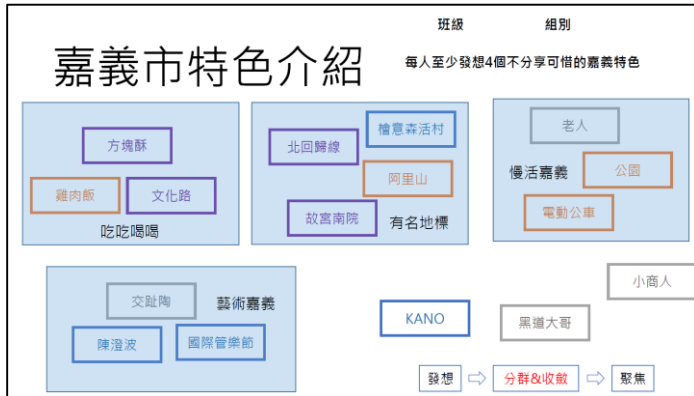 班級 組別
嘉義市特色介紹
每人至少發想4個不分享可惜的嘉義特色
方塊酥
雞肉飯
文化路
吃吃喝喝
檜意森活村
北回歸線
阿里山
故宮南院
有名地標
老人
慢活嘉義
公園
電動公車
交趾陶
藝術嘉義
陳澄波
國際管樂節
小商人
KANO
黑道大哥
發想
分群&收斂
聚焦